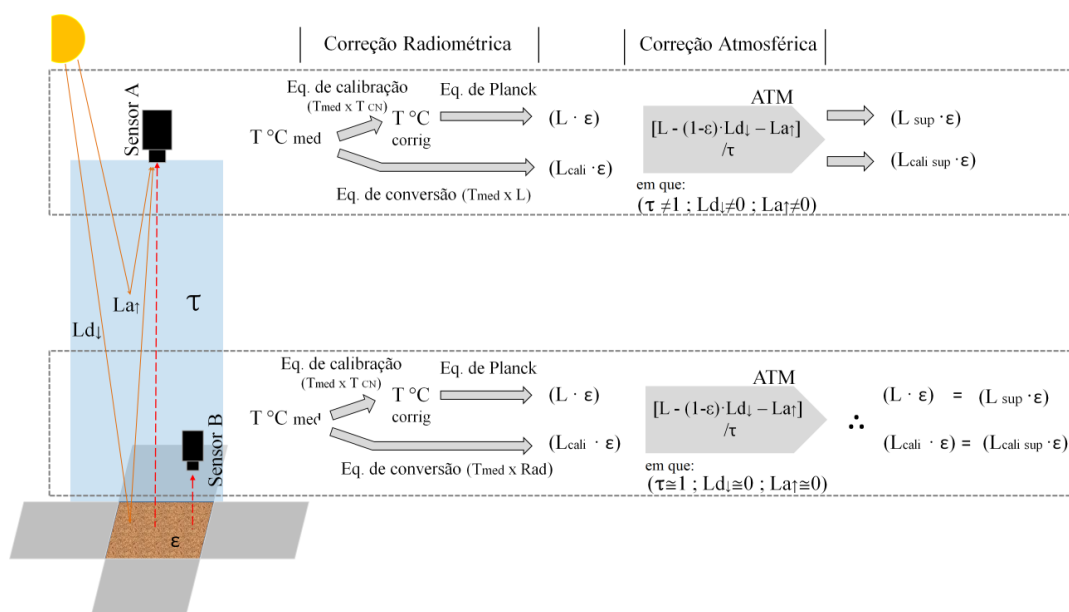 Correção Radiométrica
Correção Atmosférica
Sensor A
Eq. de calibração
(Tmed x T CN)
Eq. de Planck
T °C med
T °C
corrig
(L · ε)
(Lcali · ε)
Eq. de conversão (Tmed x L)
ATM
[L - (1-ε)·Ld↓ – La↑]
/τ
em que:
(τ ≠1 ; Ld↓≠0 ; La↑≠0)
(L sup ·ε)
(Lcali sup ·ε)
τ
La↑
Ld↓
Sensor B
ε
Eq. de calibração
(Tmed x T CN)
Eq. de Planck
T °C med
T °C
corrig
(L · ε)
(Lcali · ε)
Eq. de conversão (Tmed x Rad)
ATM
[L - (1-ε)·Ld↓ – La↑]
/τ
em que:
(τ≅1 ; Ld↓≅0 ; La↑≅0)
∴
(L · ε) = (L sup ·ε)
(Lcali · ε) = (Lcali sup ·ε)